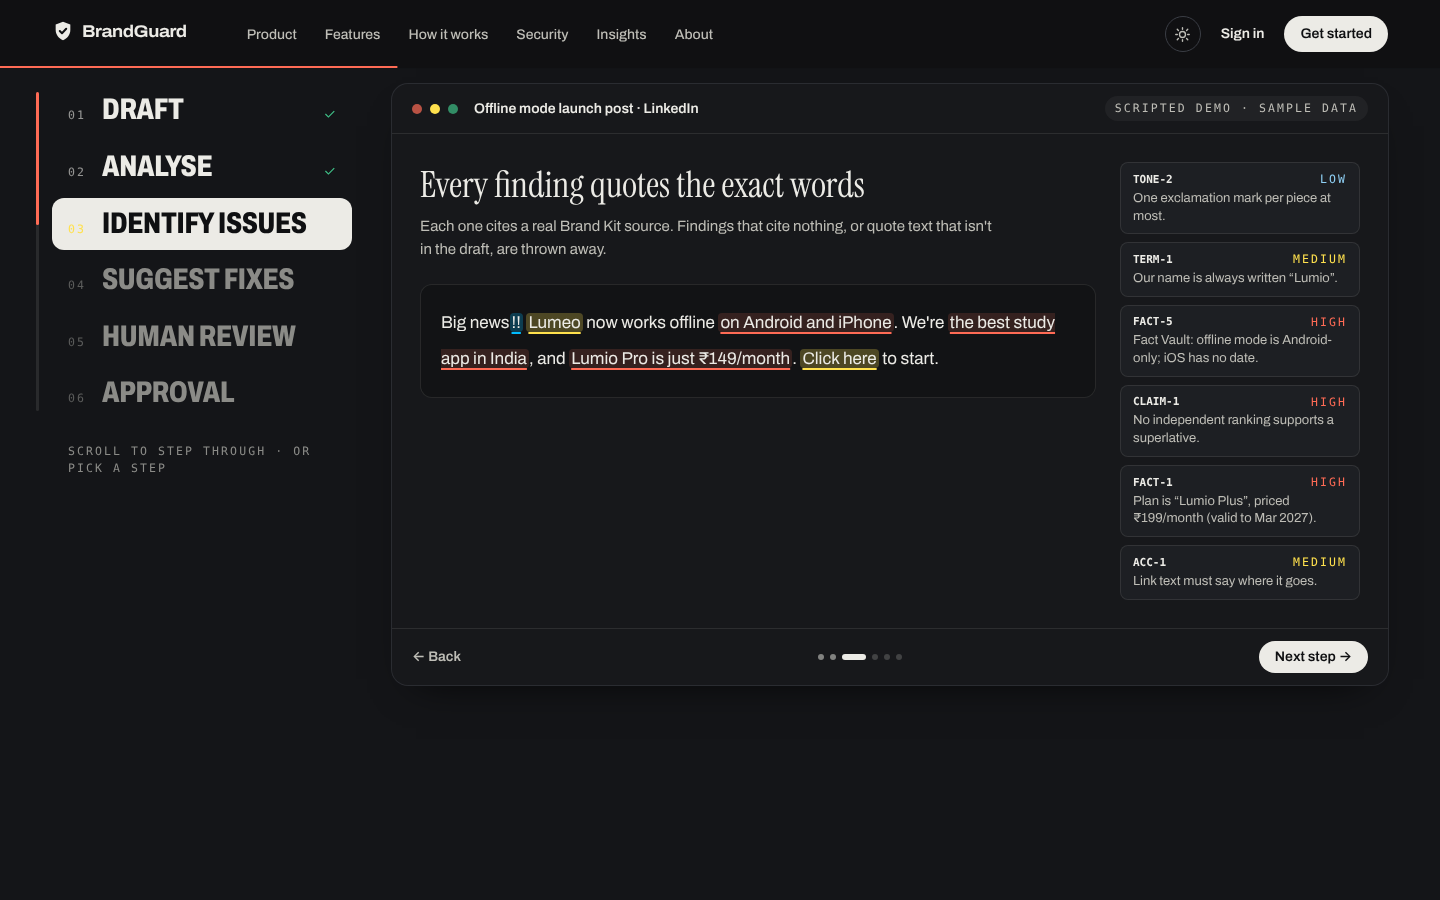 BrandGuard
Product
Features
How it works
Security
Insights
About
Sign in
Get started
01 DRAFT
02 ANALYSE
03 IDENTIFY ISSUES
04 SUGGEST FIXES
05 HUMAN REVIEW
06 APPROVAL
SCROLL TO STEP THROUGH · OR
PICK A STEP
Offline mode launch post · LinkedIn
SCRIPTED DEMO · SAMPLE DATA
Every finding quotes the exact words
Each one cites a real Brand Kit source. Findings that cite nothing, or quote text that isn't
in the draft, are thrown away.
Big news!! Lumeo now works offline on Android and iPhone. We're the best study
app in India, and Lumio Pro is just ₹149/month. Click here to start.
TONE-2 LOW
One exclamation mark per piece at
most.
TERM-1 MEDIUM
Our name is always written “Lumio”.
FACT-5 HIGH
Fact Vault: offline mode is Android-
only; iOS has no date.
CLAIM-1 HIGH
No independent ranking supports a
superlative.
FACT-1 HIGH
Plan is “Lumio Plus”, priced
₹199/month (valid to Mar 2027).
ACC-1 MEDIUM
Link text must say where it goes.
← Back
Next step →